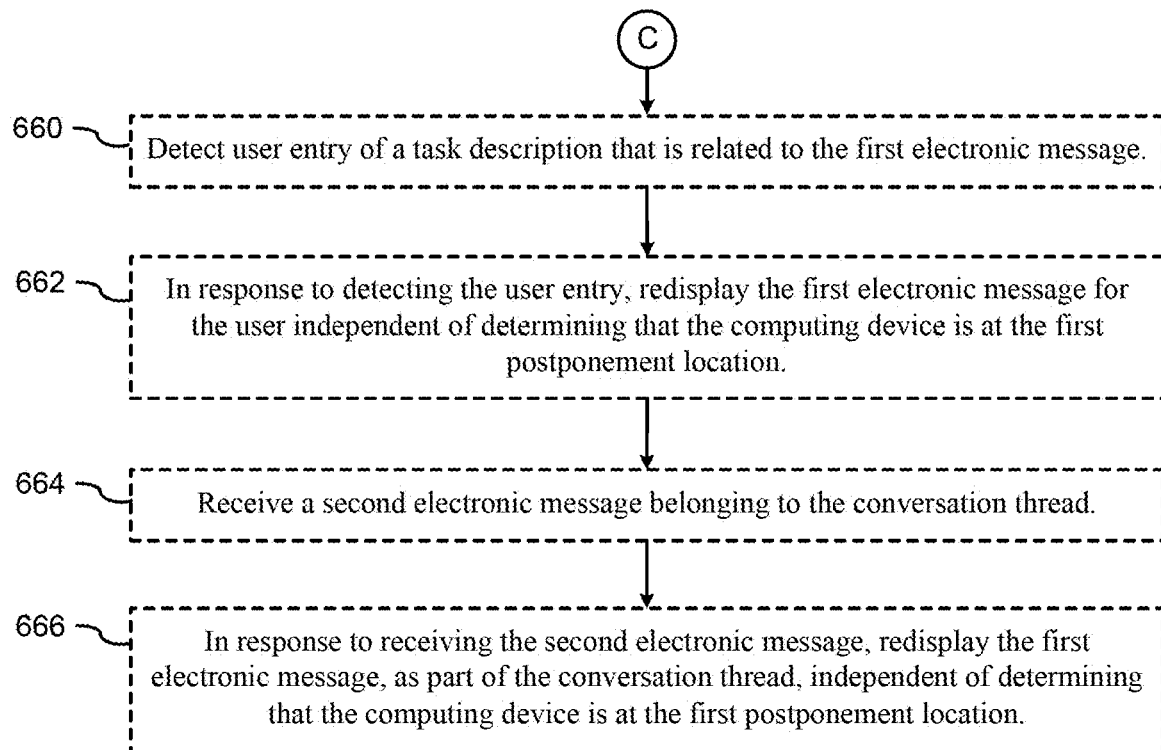 C
660
Detect user entry of a task description that is related to the first electronic message.
662
In response to detecting the user entry, redisplay the first electronic message for
the user independent of determining that the computing device is at the first
postponement location.
664
Receive a second electronic message belonging to the conversation thread.
666
In response to receiving the second electronic message, redisplay the first
electronic message, as part of the conversation thread, independent of determining
that the computing device is at the first postponement location.